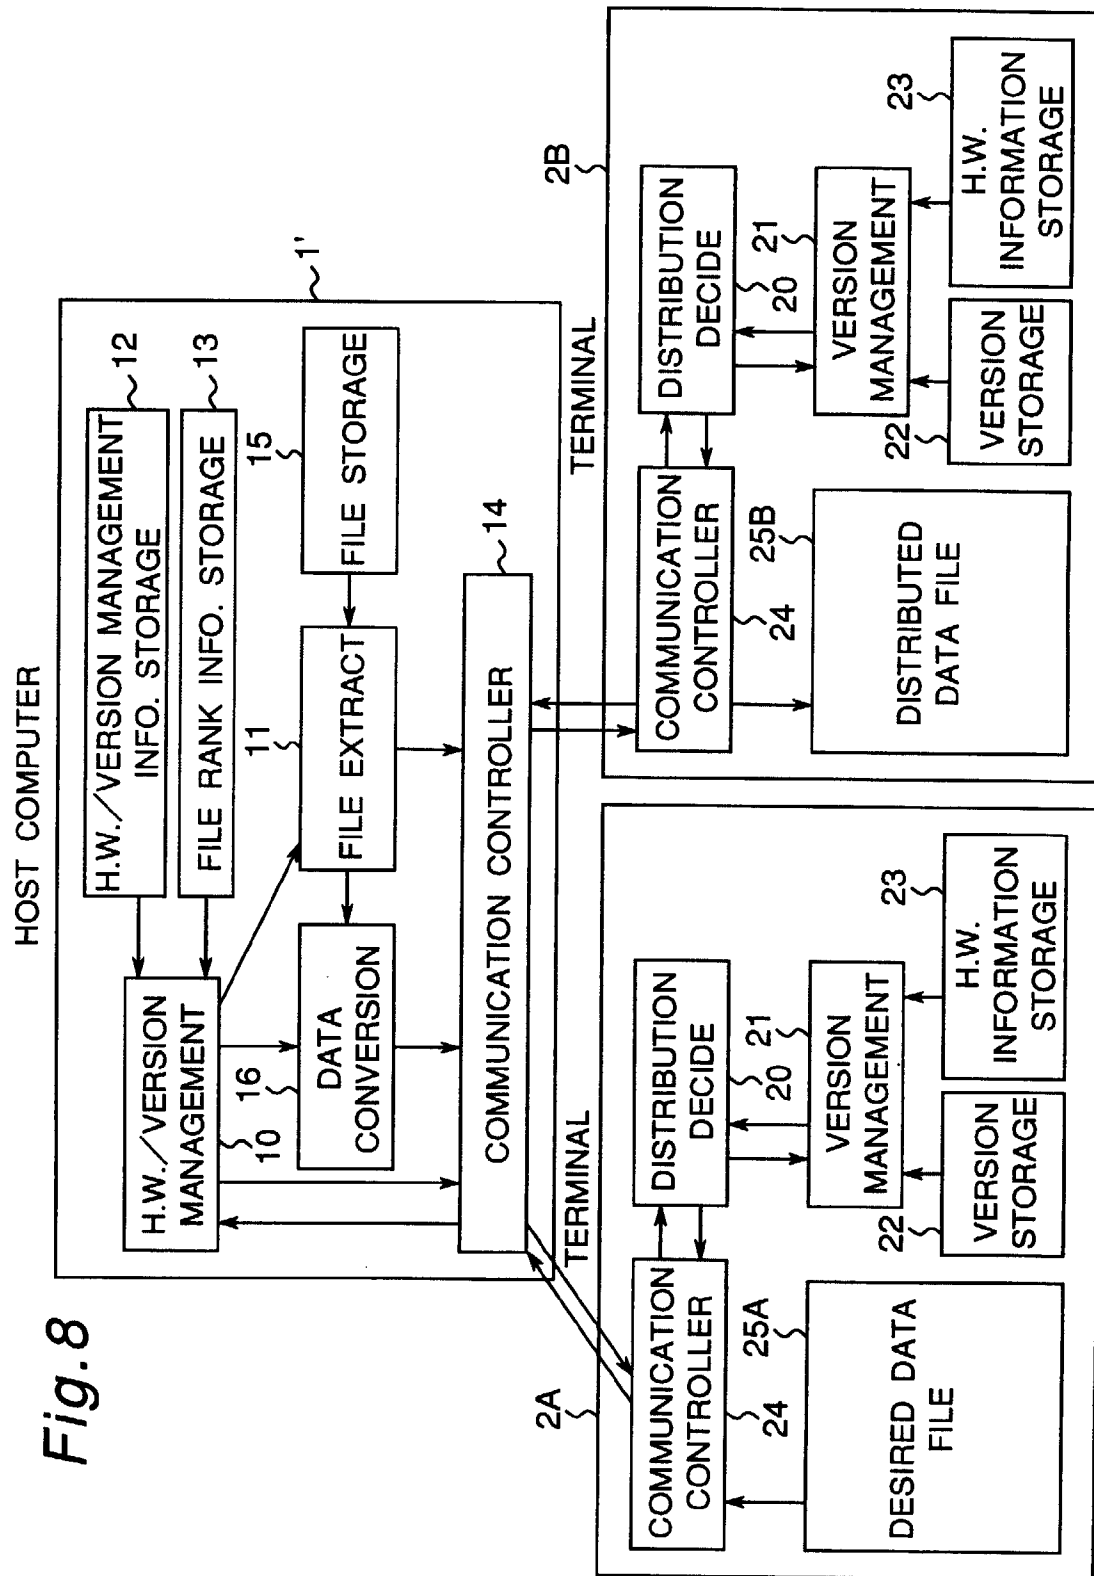 Fig.8
HOST COMPUTER
H.W./VERSION
MANAGEMENT
10
H.W./VERSION MANAGEMENT
INFO. STORAGE
12
FILE RANK INFO. STORAGE
13
1'
16
DATA
CONVERSION
11
FILE EXTRACT
15
FILE STORAGE
COMMUNICATION CONTROLLER
14
TERMINAL
2A
COMMUNICATION
CONTROLLER
24
DISTRIBUTION
DECIDE
20
25A
DESIRED DATA
FILE
21
VERSION
MANAGEMENT
22
VERSION
STORAGE
23
H.W.
INFORMATION
STORAGE
TERMINAL
2B
COMMUNICATION
CONTROLLER
24
DISTRIBUTION
DECIDE
20
25B
DISTRIBUTED
DATA FILE
21
VERSION
MANAGEMENT
22
VERSION
STORAGE
23
H.W.
INFORMATION
STORAGE